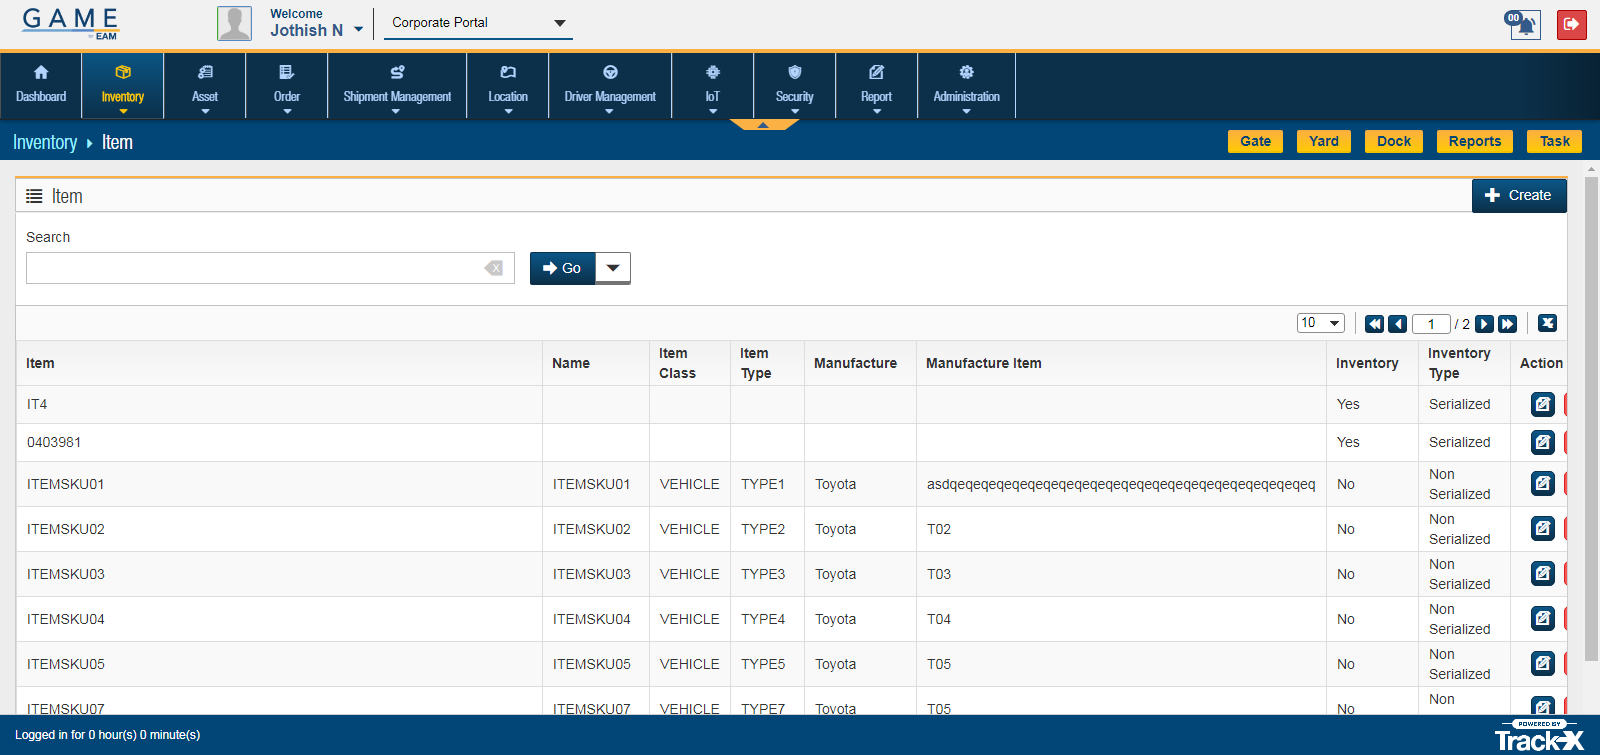 GAME
EAM
Welcome
Jothish N
Corporate Portal
00
Dashboard
Inventory
Asset
Order
Shipment Management
Location
Driver Management
IoT
Security
Report
Administration
Inventory Item
Gate
Yard
Dock
Reports
Task
Item
Create
Search
Go
10
1 / 2
Item Name Item Class Item Type Manufacture Manufacture Item Inventory Inventory Type Action
IT4 Yes Serialized
0403981 Yes Serialized
ITEMSKU01 ITEMSKU01 VEHICLE TYPE1 Toyota asdqeqeqeqeqeqeqeqeqeqeqeqeqeqeqeqeqeqeqeqeqeqeqeq No Non Serialized
ITEMSKU02 ITEMSKU02 VEHICLE TYPE2 Toyota T02 No Non Serialized
ITEMSKU03 ITEMSKU03 VEHICLE TYPE3 Toyota T03 No Non Serialized
ITEMSKU04 ITEMSKU04 VEHICLE TYPE4 Toyota T04 No Non Serialized
ITEMSKU05 ITEMSKU05 VEHICLE TYPE5 Toyota T05 No Non Serialized
ITEMSKU07 ITEMSKU07 VEHICLE TYPE7 Toyota T05 No Non
Logged in for 0 hour(s) 0 minute(s)
POWERED BY
Track-X